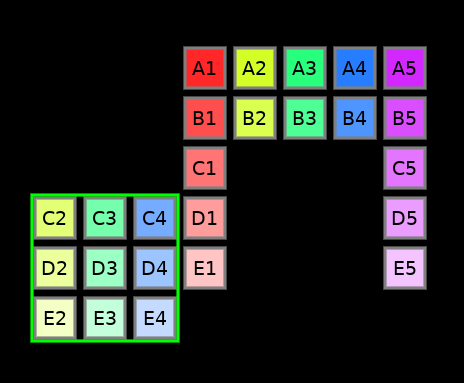 A1 A2 A3 A4 A5
B1 B2 B3 B4 B5
C1 C5
C2 C3 C4 D1 D5
D2 D3 D4 E1 E5
E2 E3 E4